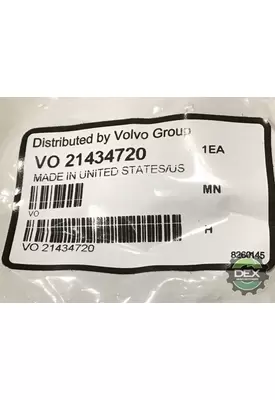 Distributed by Volvo Group
VO 21434720 1EA
MADE IN UNITED STATES/US
MN
VO
H
VO 21434720
8260145
DEX